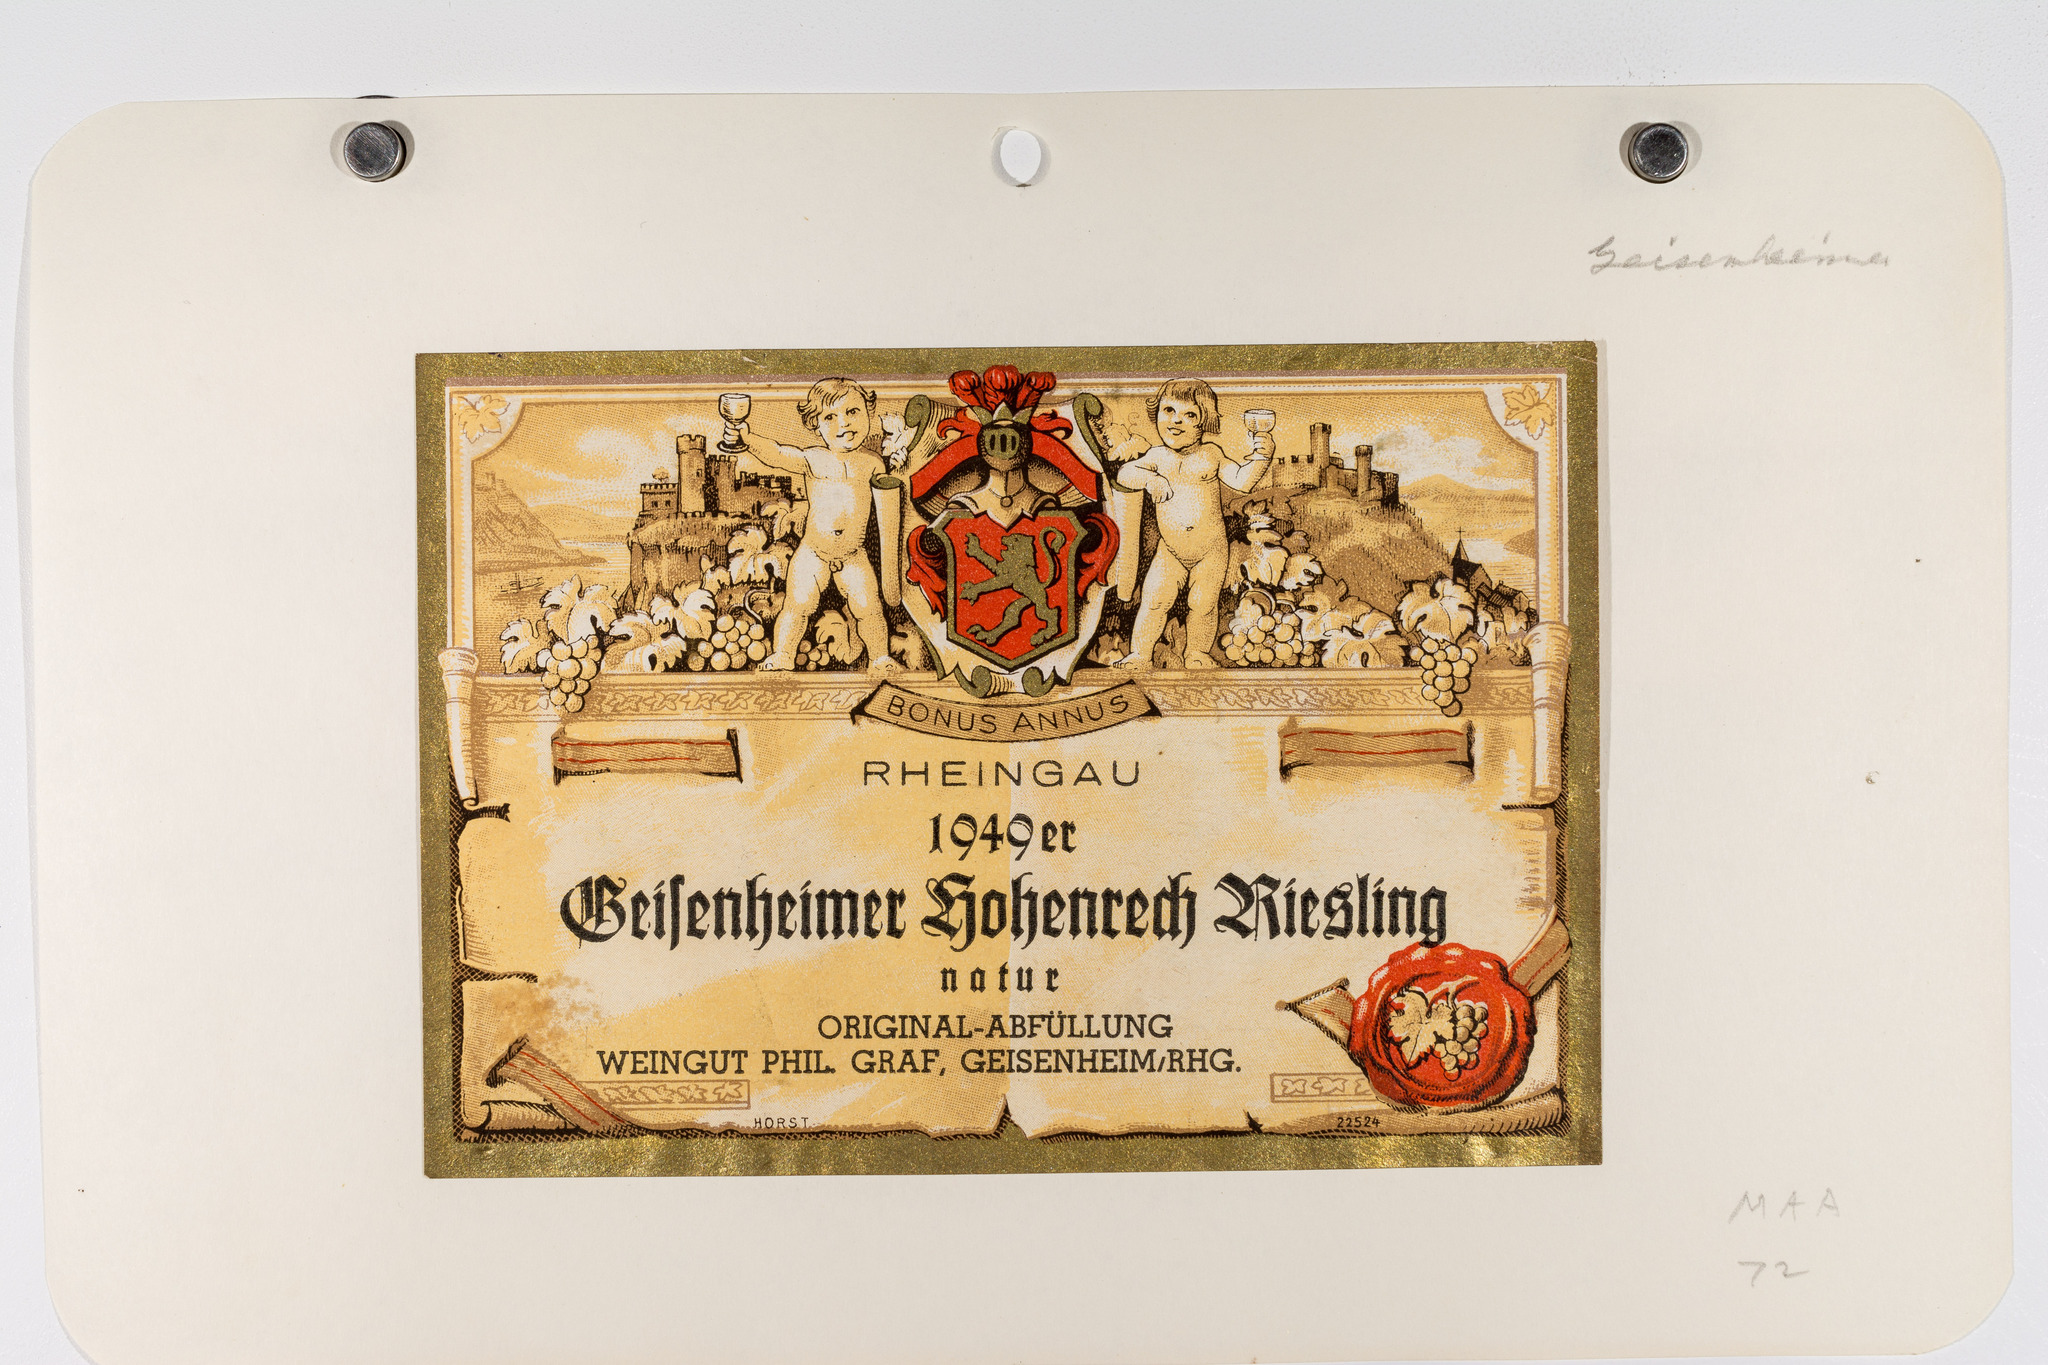 Geisenheimer
BONUS ANNUS
RHEINGAU
1949er
Geiſenheimer Hohenrech Riesling
natur
ORIGINAL-ABFÜLLUNG
WEINGUT PHIL. GRAF, GEISENHEIM/RHG.
HORST
22524
MAA
72